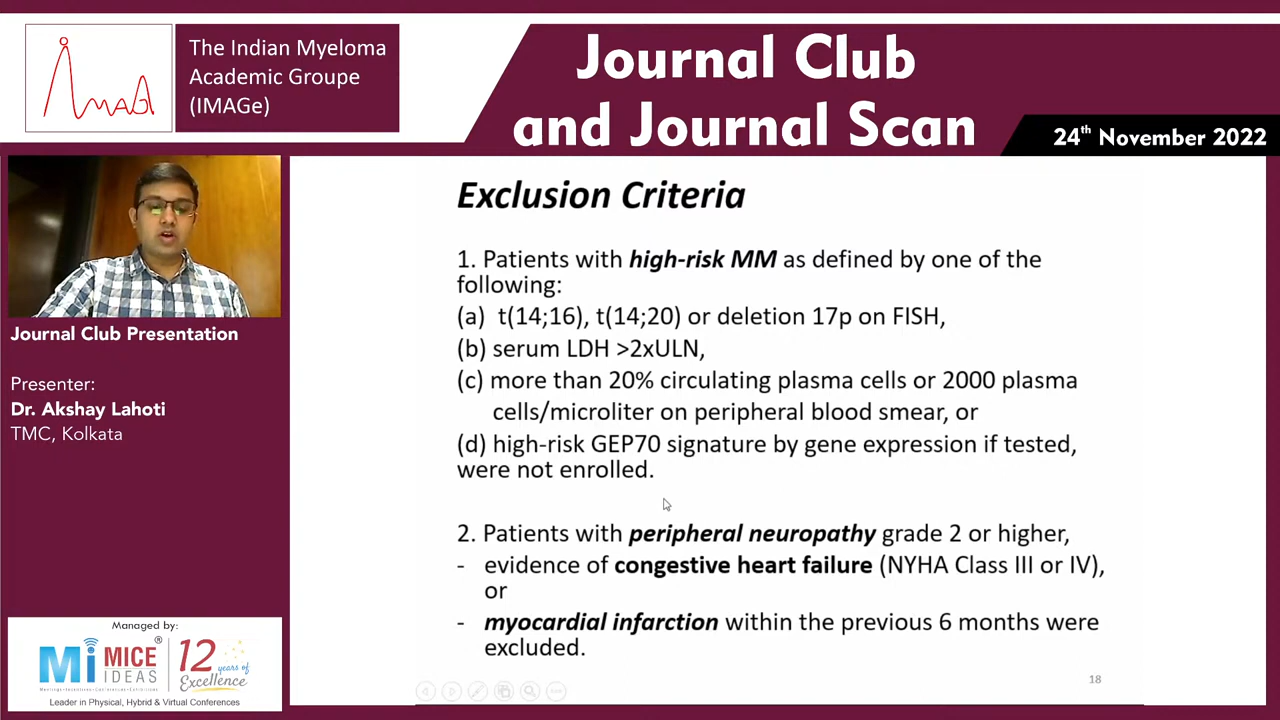 The Indian Myeloma
Academic Groupe
(IMAGe)
Journal Club
and Journal Scan
24th November 2022
Exclusion Criteria
1. Patients with high-risk MM as defined by one of the
following:
(a) t(14;16), t(14;20) or deletion 17p on FISH,
(b) serum LDH >2xULN,
(c) more than 20% circulating plasma cells or 2000 plasma
cells/microliter on peripheral blood smear, or
(d) high-risk GEP70 signature by gene expression if tested,
were not enrolled.
2. Patients with peripheral neuropathy grade 2 or higher,
- evidence of congestive heart failure (NYHA Class III or IV),
or
- myocardial infarction within the previous 6 months were
excluded.
18
Journal Club Presentation
Presenter:
Dr. Akshay Lahoti
TMC, Kolkata
Managed by:
Mi MICE
IDEAS
®
12 years of
Excellence
Leader in Physical, Hybrid & Virtual Conferences